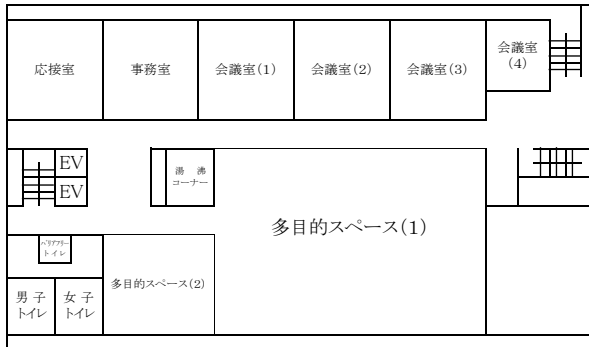 応接室
事務室
会議室(1)
会議室(2)
会議室(3)
会議室
(4)
EV
EV
湯沸
コーナー
多目的スペース(1)
バリアフリー
トイレ
多目的スペース(2)
男子
トイレ
女子
トイレ